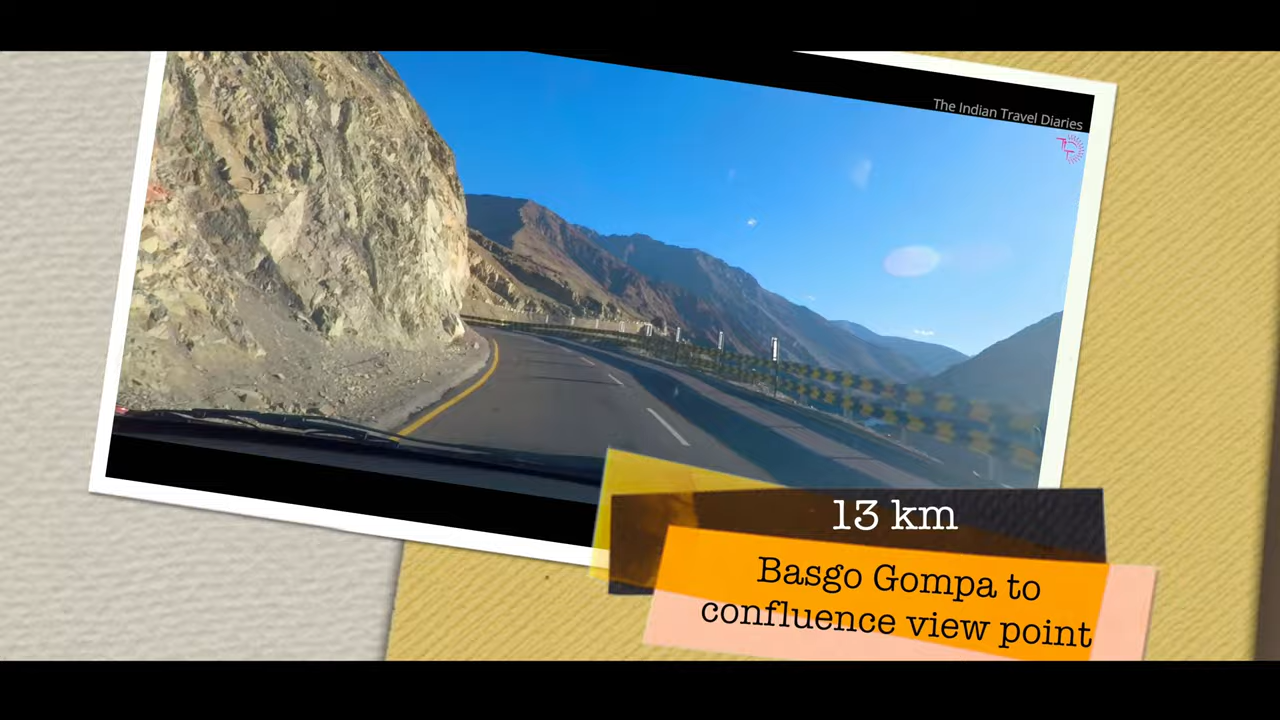 The Indian Travel Diaries
13 km
Basgo Gompa to
confluence view point